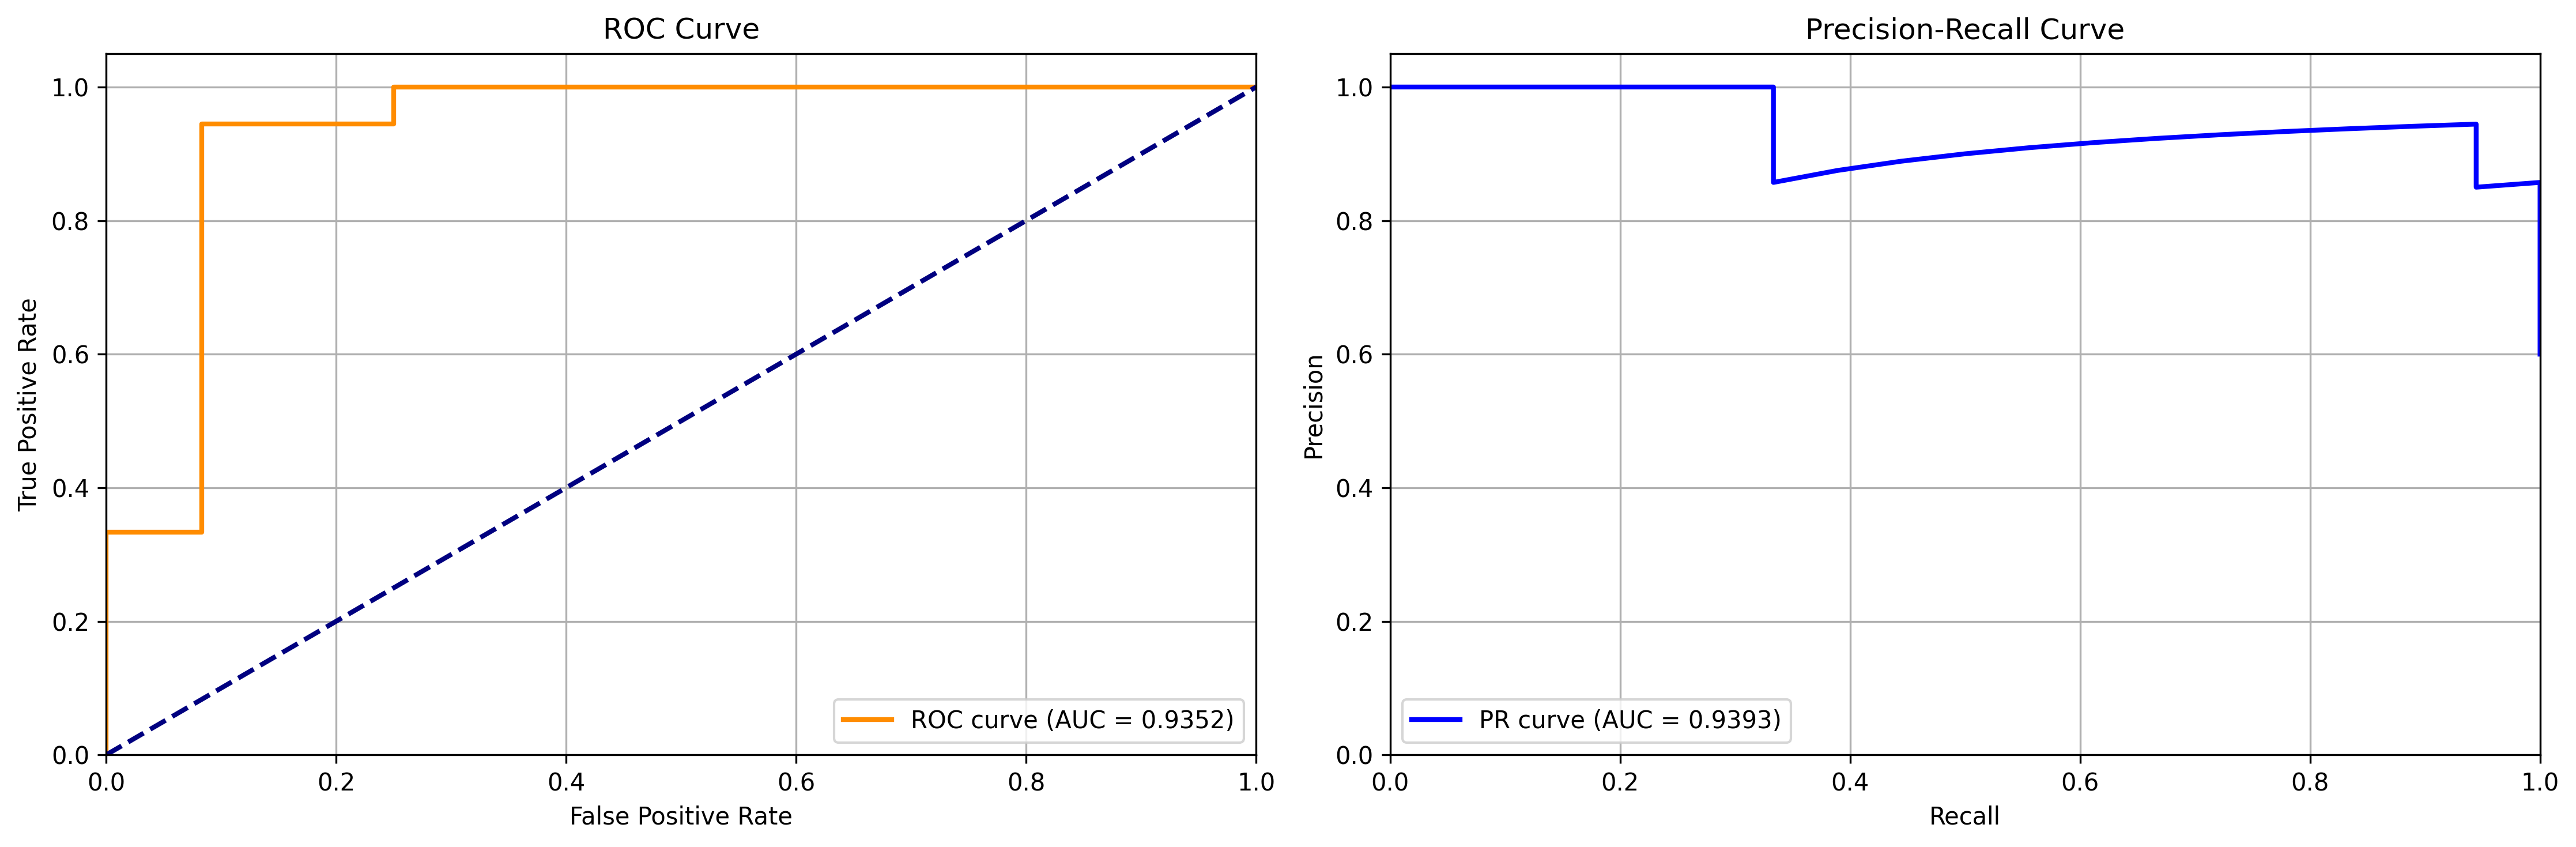 ROC Curve
True Positive Rate
1.0
0.8
0.6
0.4
0.2
0.0
0.0 0.2 0.4 0.6 0.8 1.0
False Positive Rate
ROC curve (AUC = 0.9352)
Precision-Recall Curve
Precision
1.0
0.8
0.6
0.4
0.2
0.0
0.0 0.2 0.4 0.6 0.8 1.0
Recall
PR curve (AUC = 0.9393)